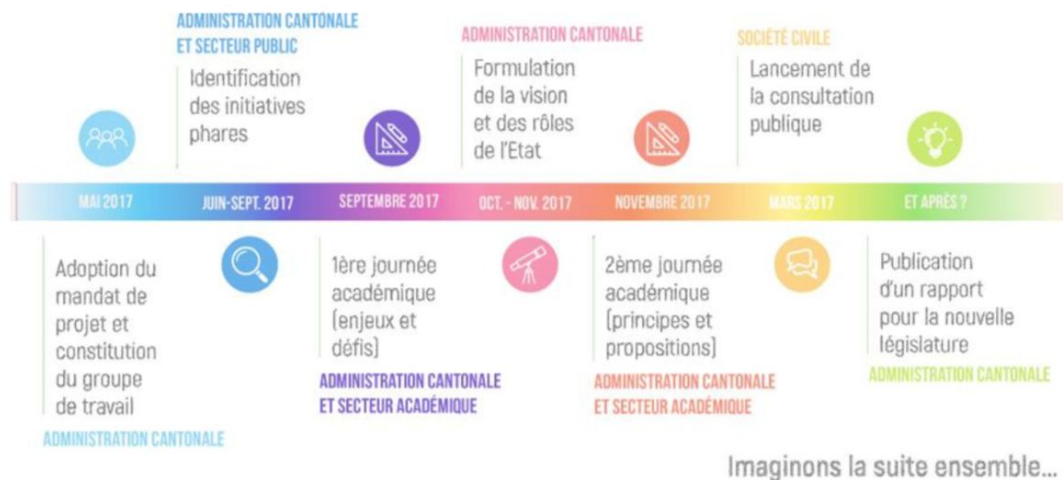 ADMINISTRATION CANTONALE
ET SECTEUR PUBLIC
Identification
des initiatives
phares
ADMINISTRATION CANTONALE
Formulation
de la vision
et des rôles
de l'Etat
SOCIÉTÉ CIVILE
Lancement de
la consultation
publique
MAI 2017
JUIN-SEPT. 2017
SEPTEMBRE 2017
OCT. - NOV. 2017
NOVEMBRE 2017
MARS 2017
ET APRÈS ?
Adoption du
mandat de
projet et
constitution
du groupe
de travail
ADMINISTRATION CANTONALE
1ère journée
académique
(enjeux et
défis)
ADMINISTRATION CANTONALE
ET SECTEUR ACADÉMIQUE
2ème journée
académique
(principes et
propositions)
ADMINISTRATION CANTONALE
ET SECTEUR ACADÉMIQUE
Publication
d'un rapport
pour la nouvelle
législature
ADMINISTRATION CANTONALE
Imaginons la suite ensemble...